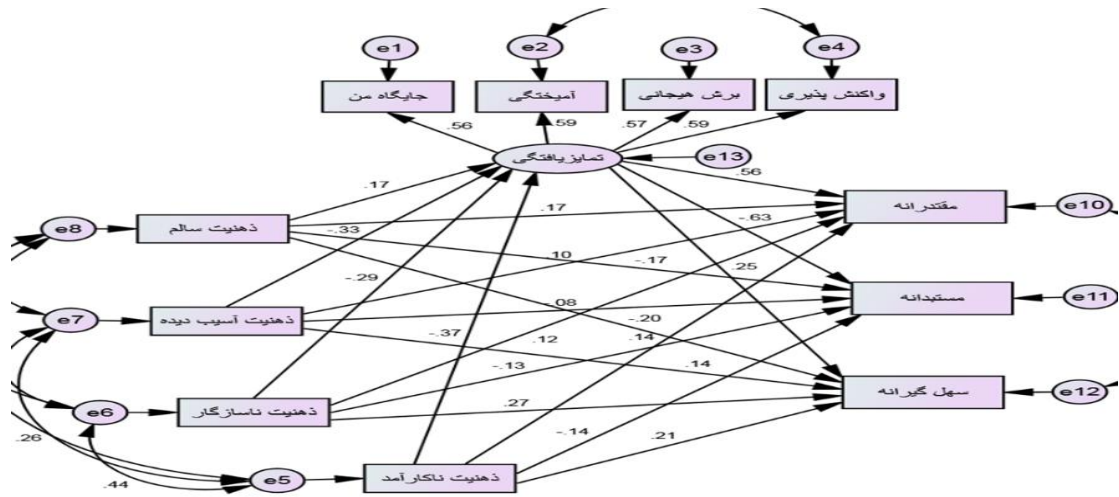 e1
e2
e3
e4
جایگاه من
آمیختگی
برش هیجانی
واکنش پذیری
.56
.59
.57
.59
تمایزیافتگی
e13
.56
.17
e8
ذهنیت سالم
.17
مقتدرانه
e10
-.33
-.63
.10
-.17
.25
-.29
e7
ذهنیت آسیب دیده
-.08
مستبدانه
e11
-.20
-.37
.12
.14
-.13
.14
e6
ذهنیت ناسازگار
.27
سهل گیرانه
e12
.26
-.14
.21
.44
e5
ذهنیت ناکارآمد